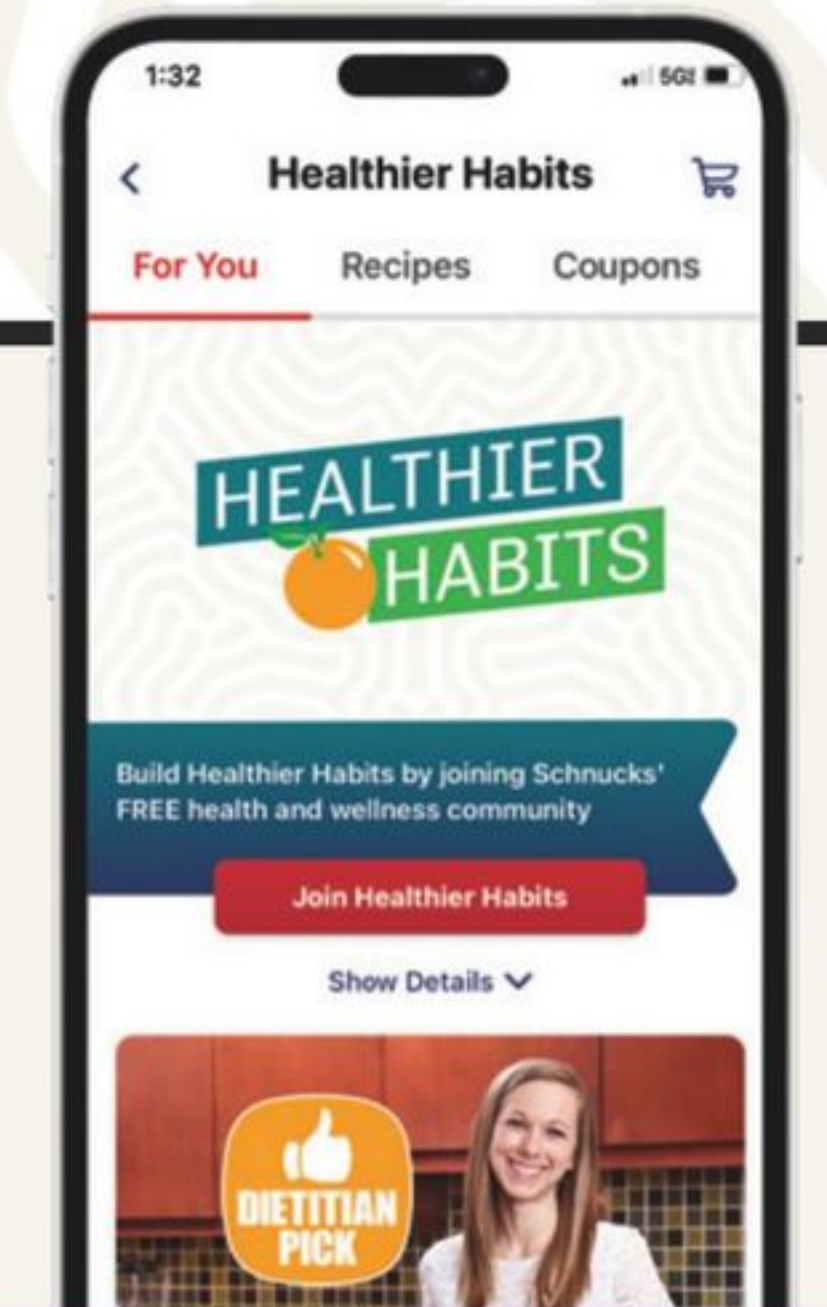 1:32
Healthier Habits
For You Recipes Coupons
HEALTHIER
HABITS
Build Healthier Habits by joining Schnucks'
FREE health and wellness community
Join Healthier Habits
Show Details
DIETITIAN
PICK